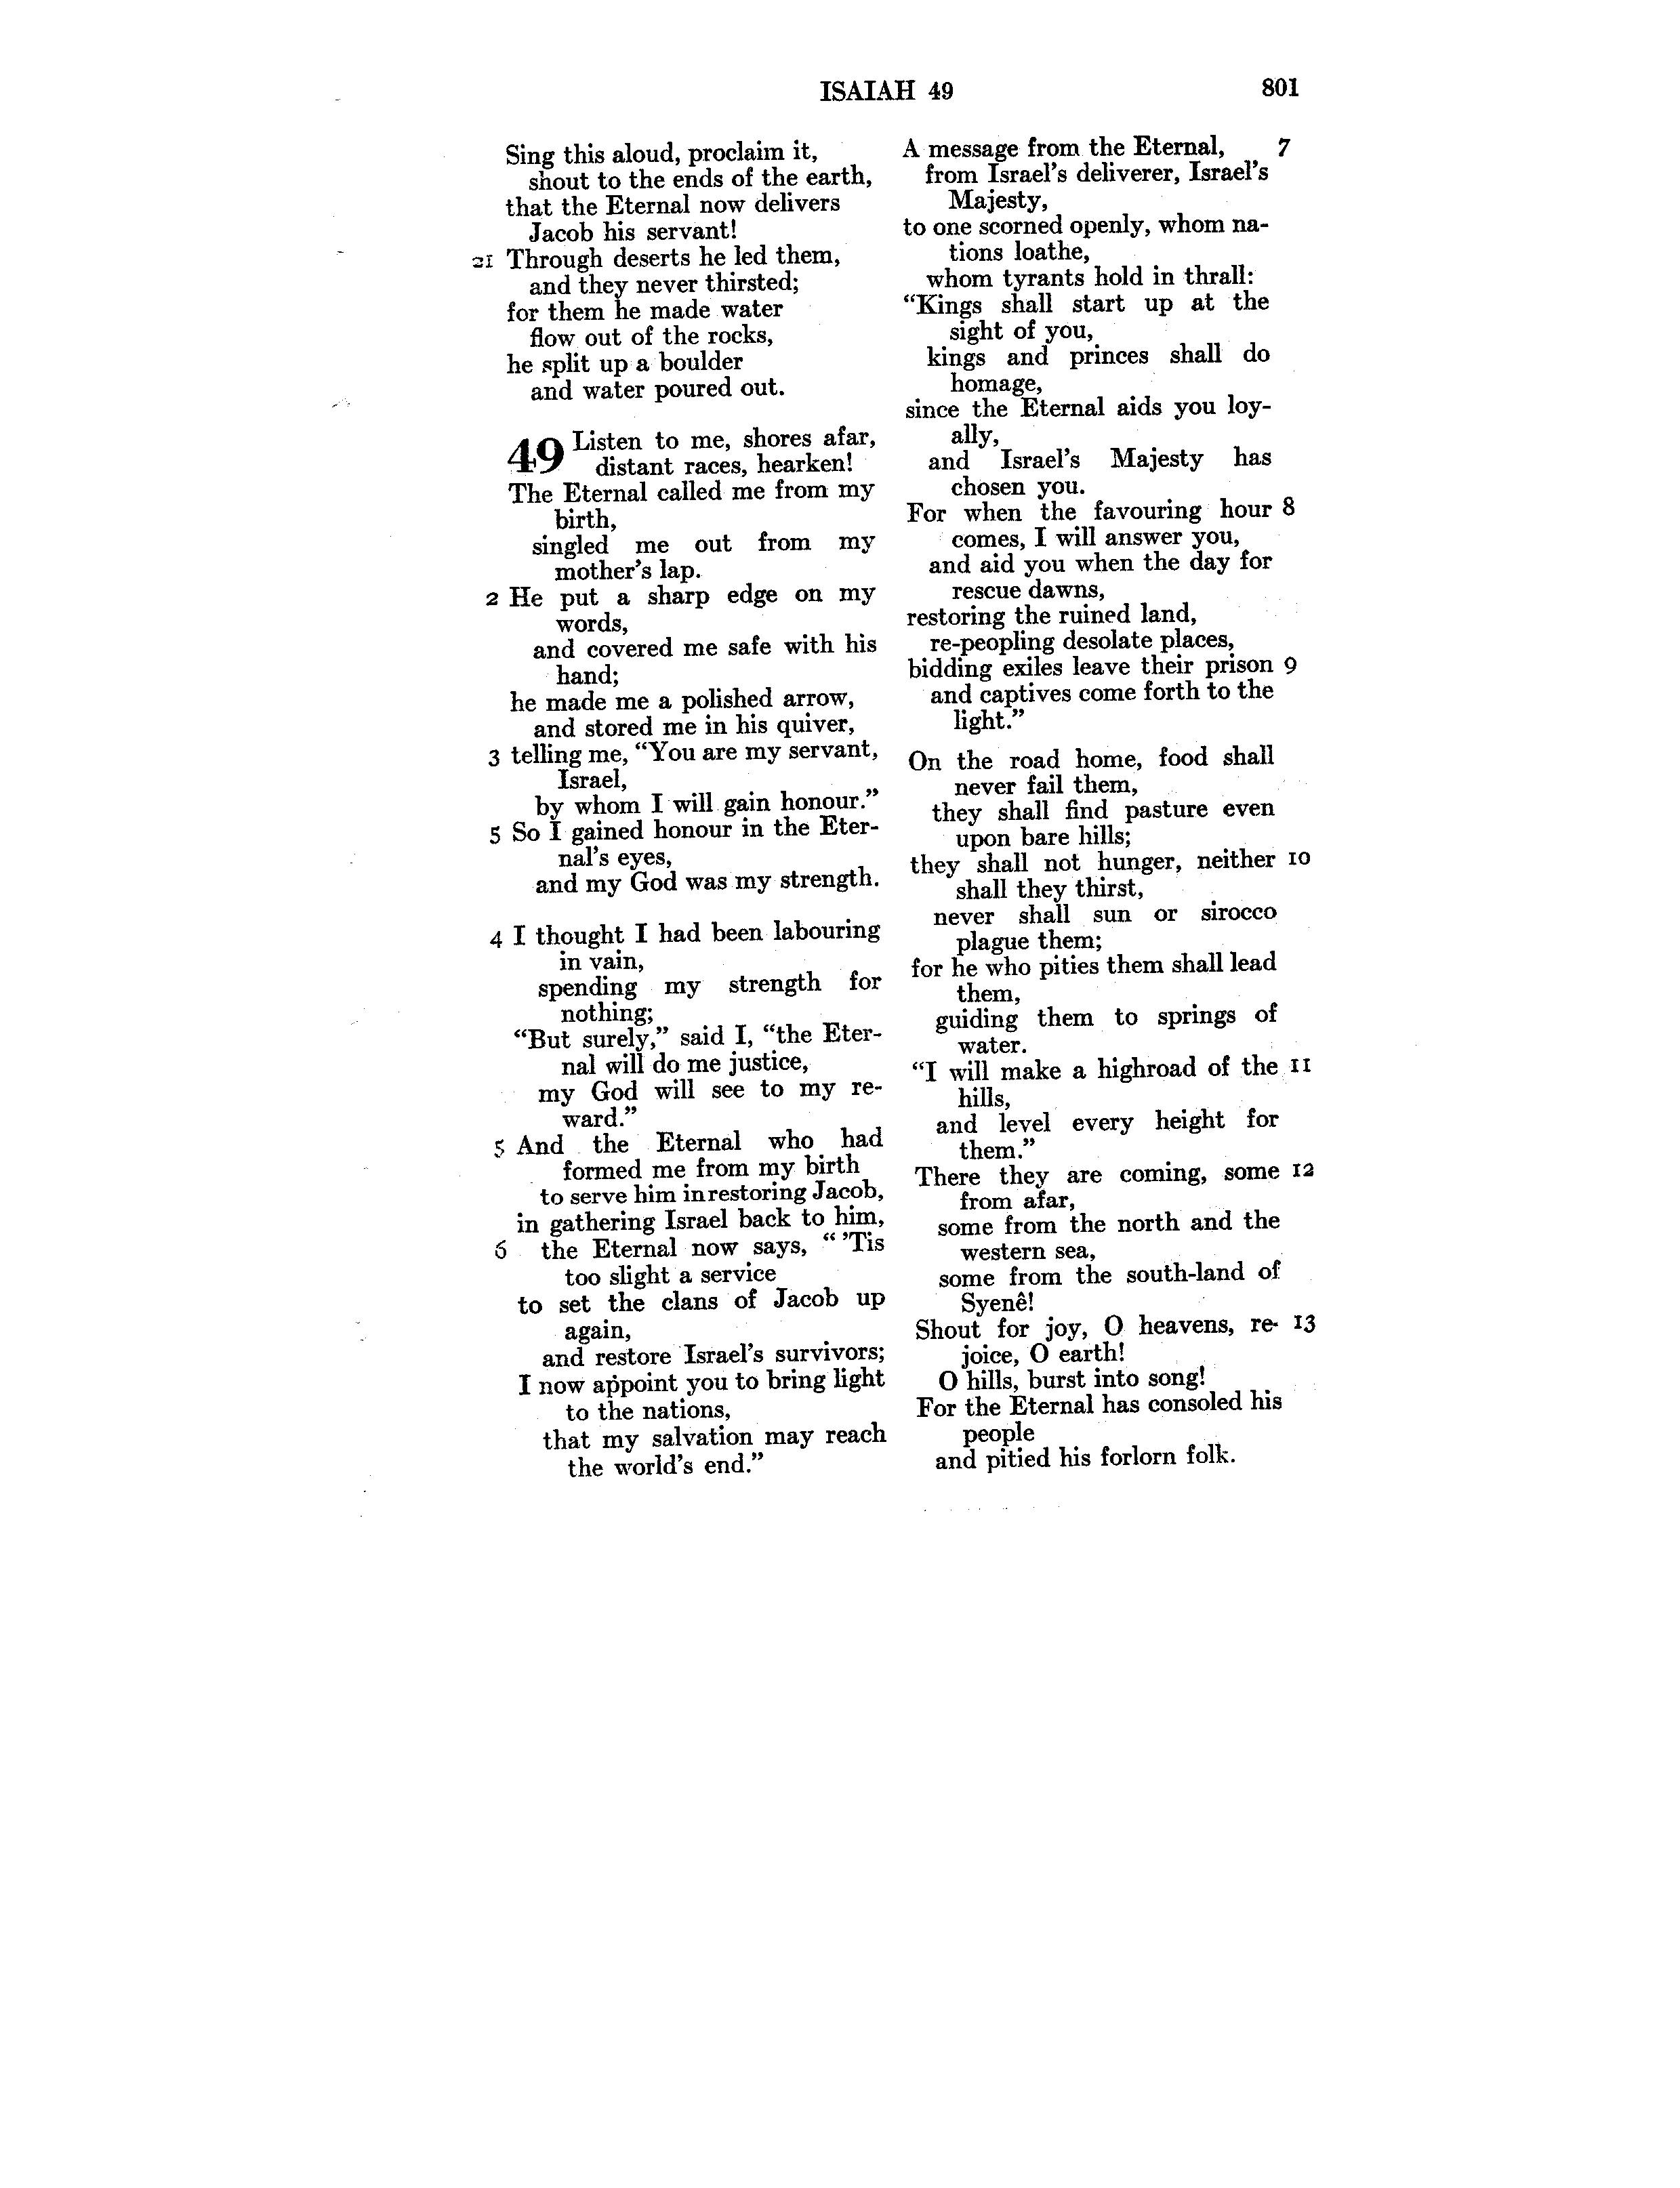 ISAIAH 49
801
Sing this aloud, proclaim it,
shout to the ends of the earth,
that the Eternal now delivers
Jacob his servant!
21 Through deserts he led them,
and they never thirsted;
for them he made water
flow out of the rocks,
he split up a boulder
and water poured out.
49 Listen to me, shores afar,
distant races, hearken!
The Eternal called me from my
birth,
singled me out from my
mother's lap.
2 He put a sharp edge on my
words,
and covered me safe with his
hand;
he made me a polished arrow,
and stored me in his quiver,
3 telling me, "You are my servant,
Israel,
by whom I will gain honour."
5 So I gained honour in the Eter-
nal's eyes,
and my God was my strength.
4 I thought I had been labouring
in vain,
spending my strength for
nothing;
"But surely," said I, "the Eter-
nal will do me justice,
my God will see to my re-
ward."
5 And the Eternal who had
formed me from my birth
to serve him in restoring Jacob,
in gathering Israel back to him,
6 the Eternal now says, "'Tis
too slight a service
to set the clans of Jacob up
again,
and restore Israel's survivors;
I now appoint you to bring light
to the nations,
that my salvation may reach
the world's end."
A message from the Eternal, 7
from Israel's deliverer, Israel's
Majesty,
to one scorned openly, whom na-
tions loathe,
whom tyrants hold in thrall:
"Kings shall start up at the
sight of you,
kings and princes shall do
homage,
since the Eternal aids you loy-
ally,
and Israel's Majesty has
chosen you.
For when the favouring hour 8
comes, I will answer you,
and aid you when the day for
rescue dawns,
restoring the ruined land,
re-peopling desolate places,
bidding exiles leave their prison 9
and captives come forth to the
light."
On the road home, food shall
never fail them,
they shall find pasture even
upon bare hills;
they shall not hunger, neither 10
shall they thirst,
never shall sun or sirocco
plague them;
for he who pities them shall lead
them,
guiding them to springs of
water.
"I will make a highroad of the 11
hills,
and level every height for
them."
There they are coming, some 12
from afar,
some from the north and the
western sea,
some from the south-land of
Syenê!
Shout for joy, O heavens, re- 13
joice, O earth!
O hills, burst into song!
For the Eternal has consoled his
people
and pitied his forlorn folk.